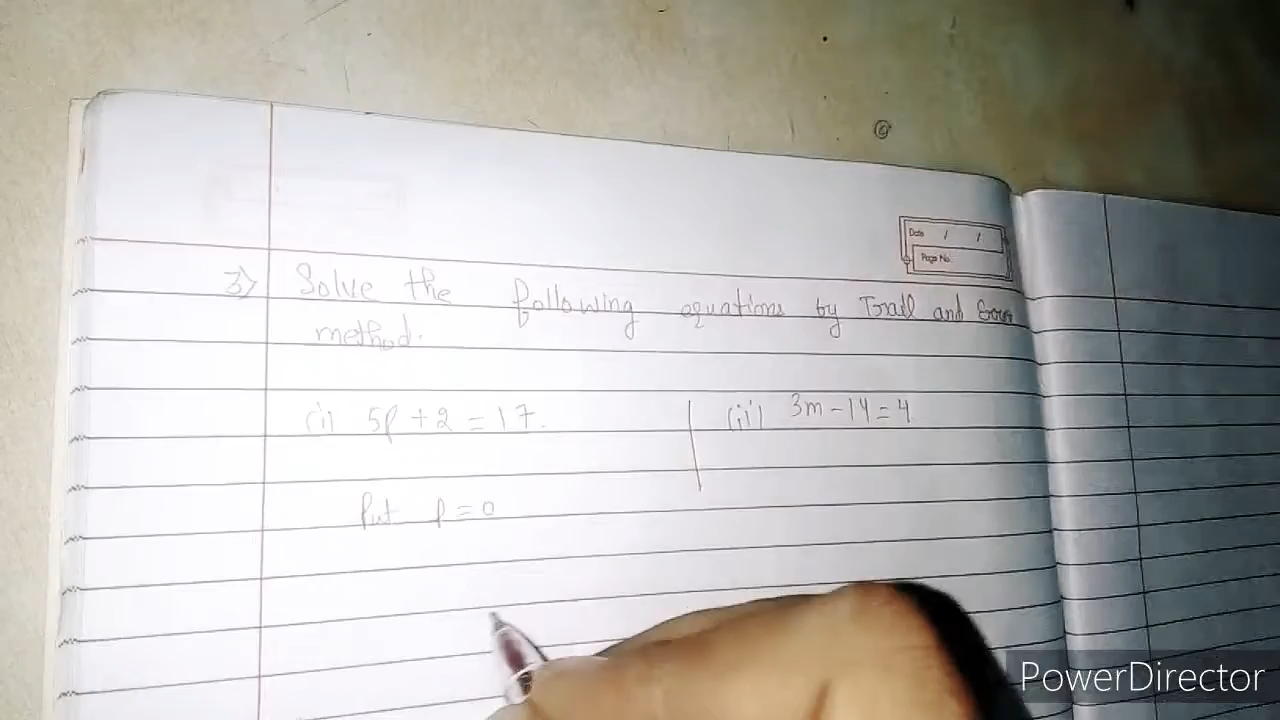 Date / /
Page No.
3) Solve the following equations by Trail and Error
method.
(i) 5p + 2 = 17.
(ii) 3m - 14 = 4
Put p = 0
PowerDirector